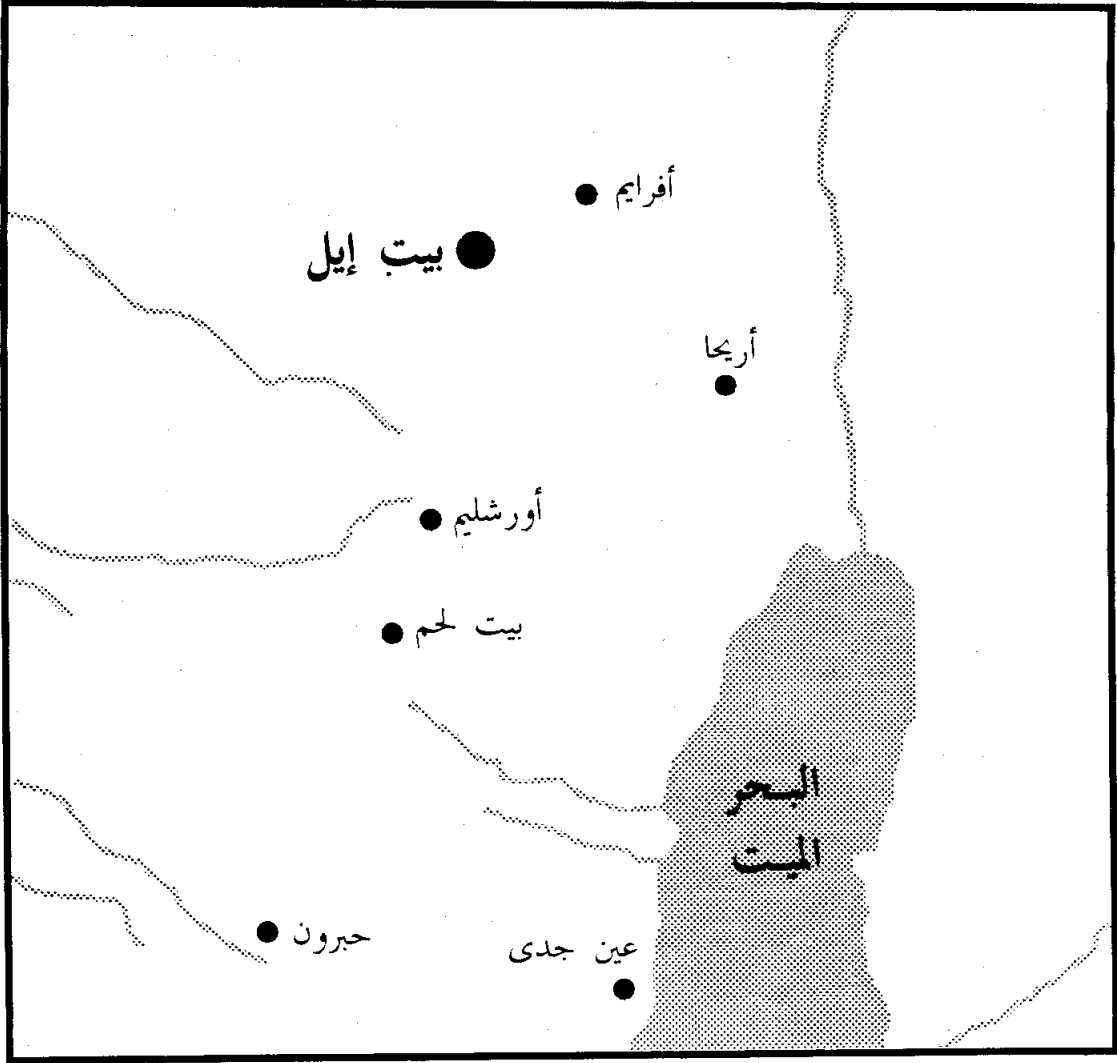 أفرايم
بيت إيل
أريحا
أورشليم
بيت لحم
البحر
الميت
حبرون
عين جدى